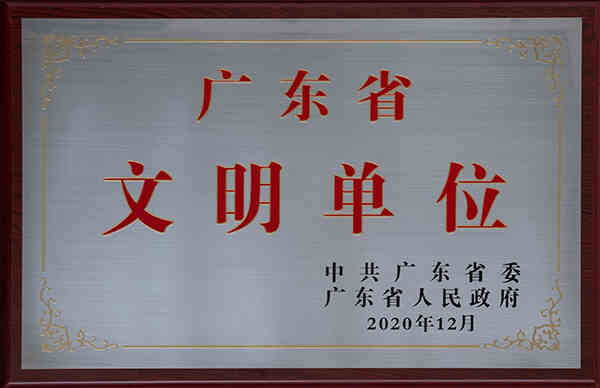 广东省
文明单位
中共广东省委
广东省人民政府
2020年12月